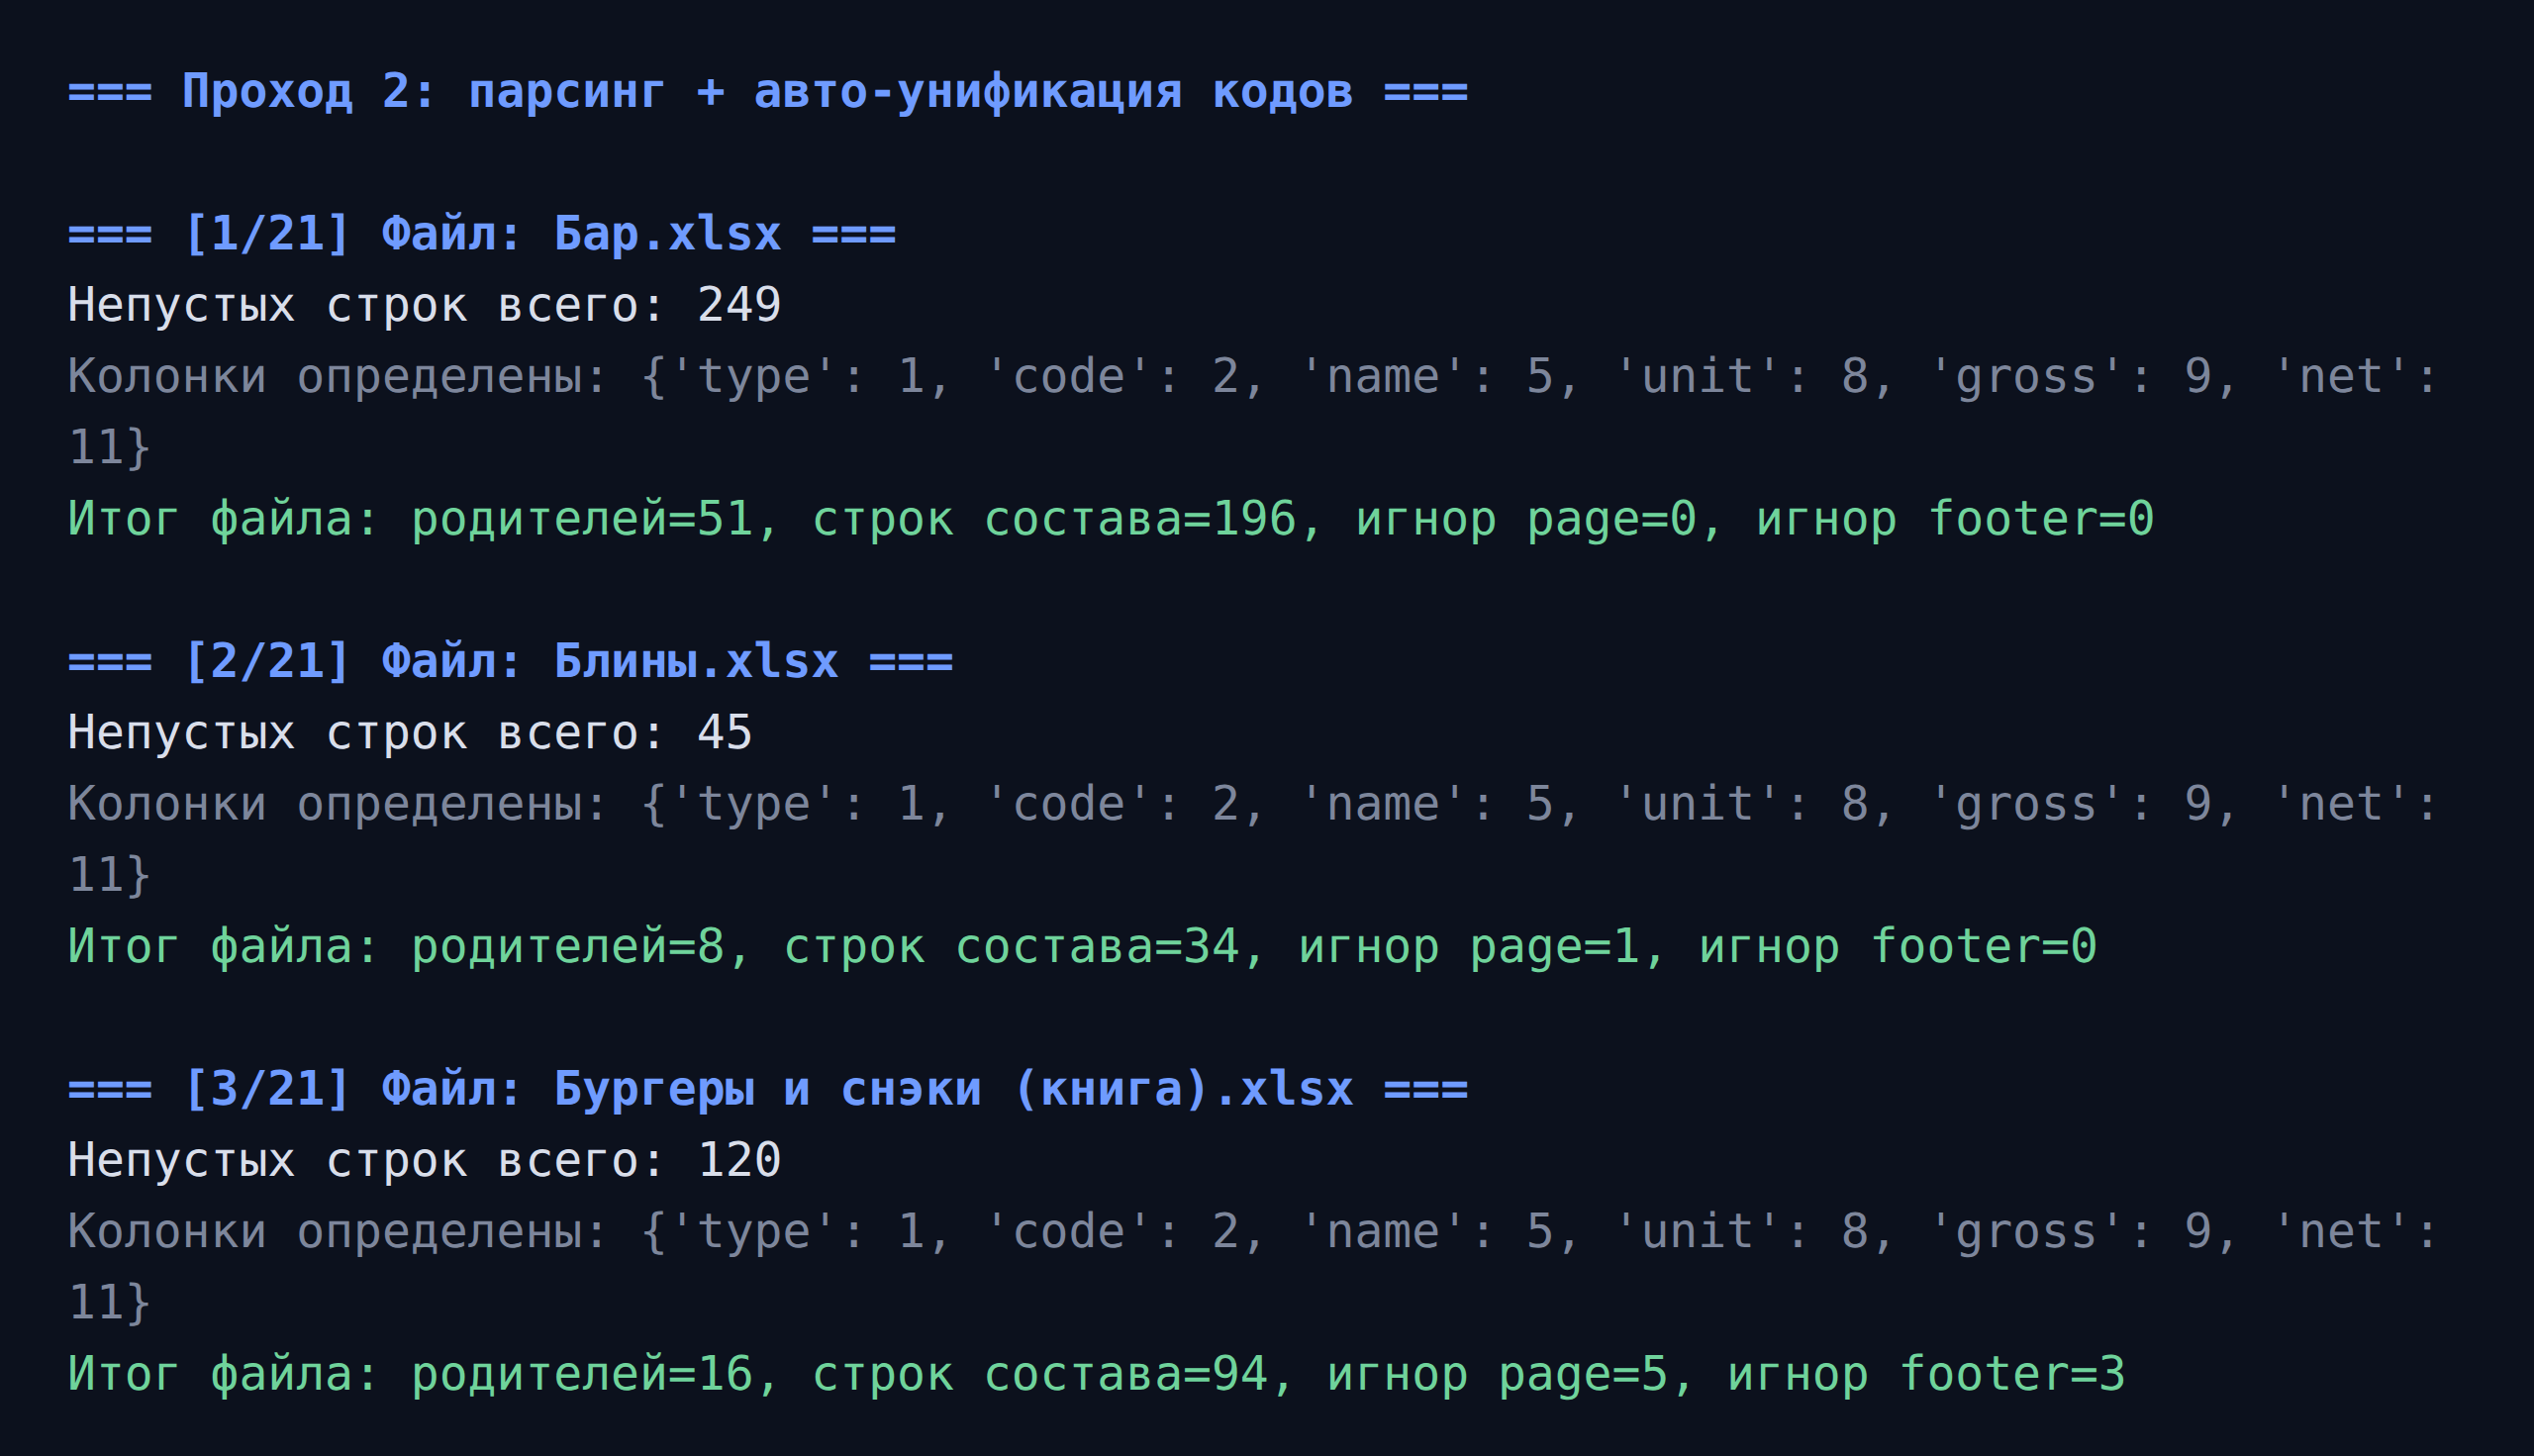 === Проход 2: парсинг + авто-унификация кодов ===
=== [1/21] Файл: Бар.xlsx ===
Непустых строк всего: 249
Колонки определены: {'type': 1, 'code': 2, 'name': 5, 'unit': 8, 'gross': 9, 'net':
11}
Итог файла: родителей=51, строк состава=196, игнор page=0, игнор footer=0
=== [2/21] Файл: Блины.xlsx ===
Непустых строк всего: 45
Колонки определены: {'type': 1, 'code': 2, 'name': 5, 'unit': 8, 'gross': 9, 'net':
11}
Итог файла: родителей=8, строк состава=34, игнор page=1, игнор footer=0
=== [3/21] Файл: Бургеры и снэки (книга).xlsx ===
Непустых строк всего: 120
Колонки определены: {'type': 1, 'code': 2, 'name': 5, 'unit': 8, 'gross': 9, 'net':
11}
Итог файла: родителей=16, строк состава=94, игнор page=5, игнор footer=3